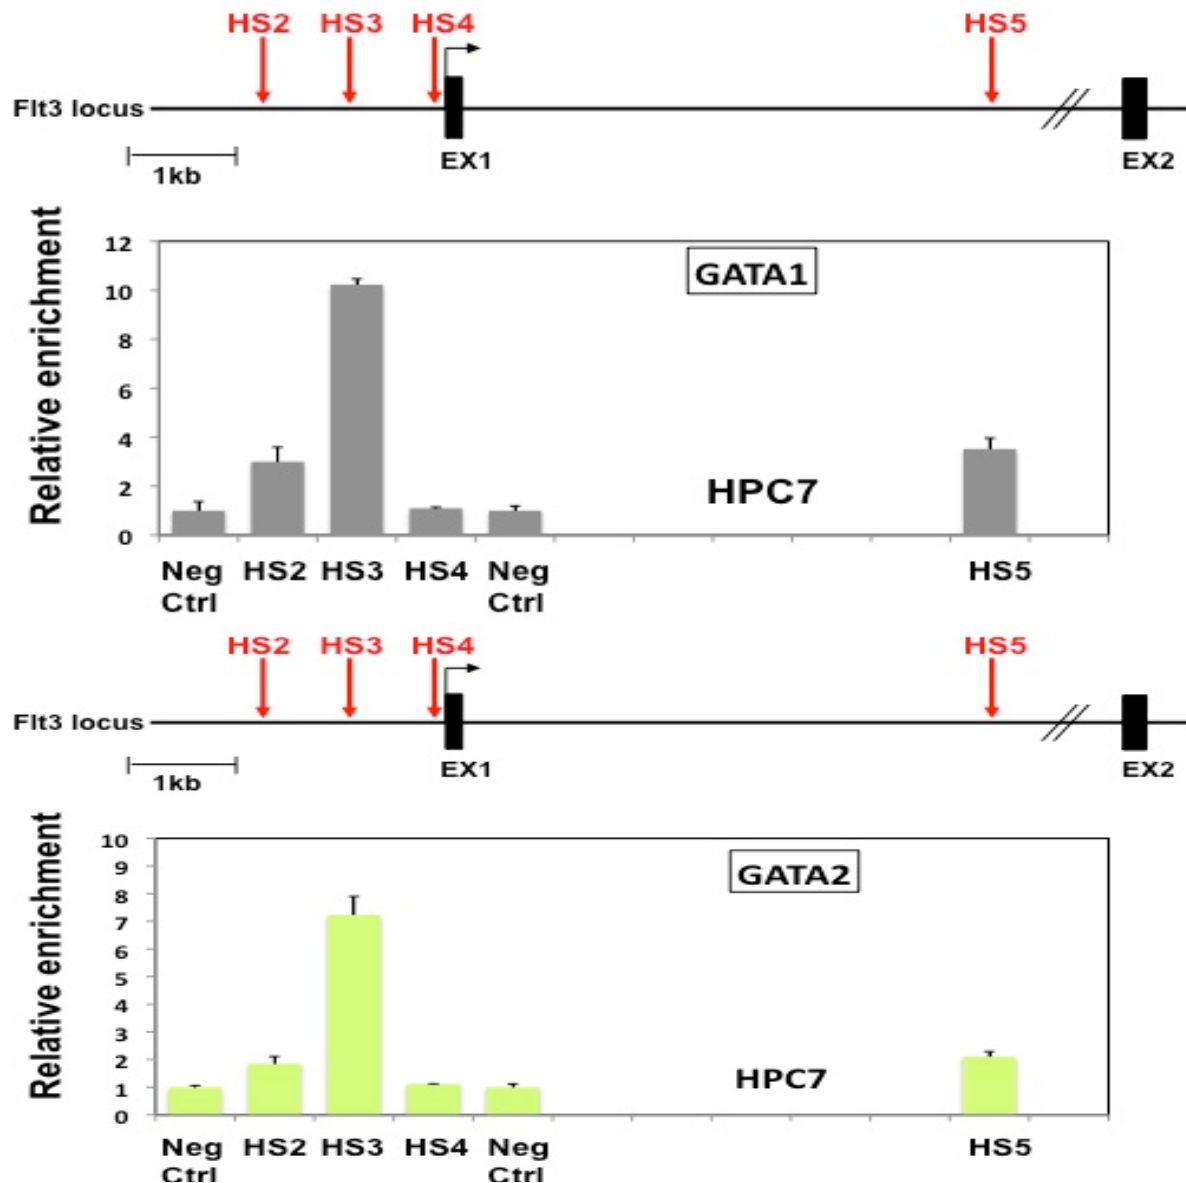 HS2 HS3 HS4 HS5
Flt3 locus
1kb
EX1
EX2
Relative enrichment
12
10
8
6
4
2
0
GATA1
HPC7
Neg Ctrl
HS2
HS3
HS4
Neg Ctrl
HS5
HS2 HS3 HS4 HS5
Flt3 locus
1kb
EX1
EX2
Relative enrichment
10
9
8
7
6
5
4
3
2
1
0
GATA2
HPC7
Neg Ctrl
HS2
HS3
HS4
Neg Ctrl
HS5